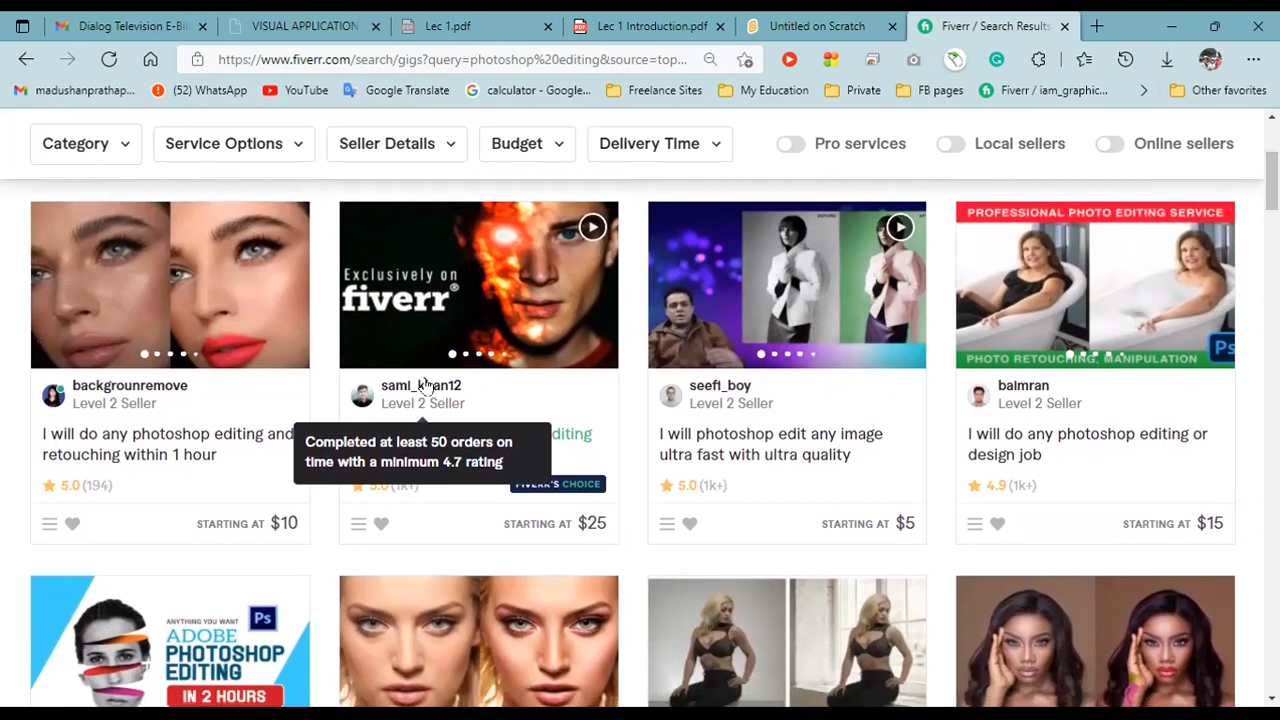 Dialog Television E-Bil
VISUAL APPLICATION
Lec 1.pdf
Lec 1 Introduction.pdf
Untitled on Scratch
Fiverr / Search Results
https://www.fiverr.com/search/gigs?query=photoshop%20editing&source=top...
madushanprathap...
(52) WhatsApp
YouTube
Google Translate
calculator - Google...
Freelance Sites
My Education
Private
FB pages
Fiverr / iam_graphic...
Other favorites
Category
Service Options
Seller Details
Budget
Delivery Time
Pro services
Local sellers
Online sellers
Exclusively on
fiverr®
PROFESSIONAL PHOTO EDITING SERVICE
Ps
PHOTO RETOUCHING, MANIPULATION
backgrounremove
Level 2 Seller
I will do any photoshop editing and
retouching within 1 hour
5.0 (194)
STARTING AT $10
sami_khan12
Level 2 Seller
Completed at least 50 orders on
time with a minimum 4.7 rating
editing
5.0 (1k+)
FIVERR'S CHOICE
STARTING AT $25
seefi_boy
Level 2 Seller
I will photoshop edit any image
ultra fast with ultra quality
5.0 (1k+)
STARTING AT $5
balmran
Level 2 Seller
I will do any photoshop editing or
design job
4.9 (1k+)
STARTING AT $15
ANYTHING YOU WANT
Ps
ADOBE
PHOTOSHOP
EDITING
IN 2 HOURS